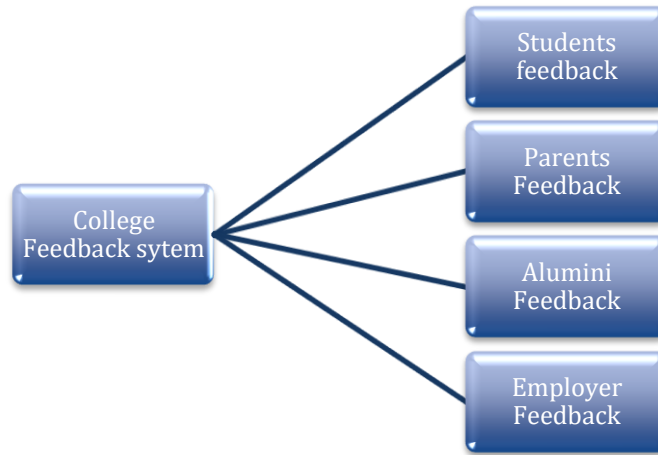 College
Feedback sytem
Students
feedback
Parents
Feedback
Alumini
Feedback
Employer
Feedback